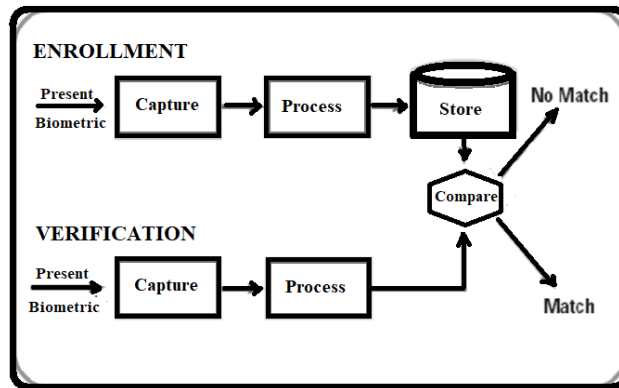 ENROLLMENT
Present
Biometric
Capture
Process
Store
No Match
Compare
VERIFICATION
Present
Biometric
Capture
Process
Match